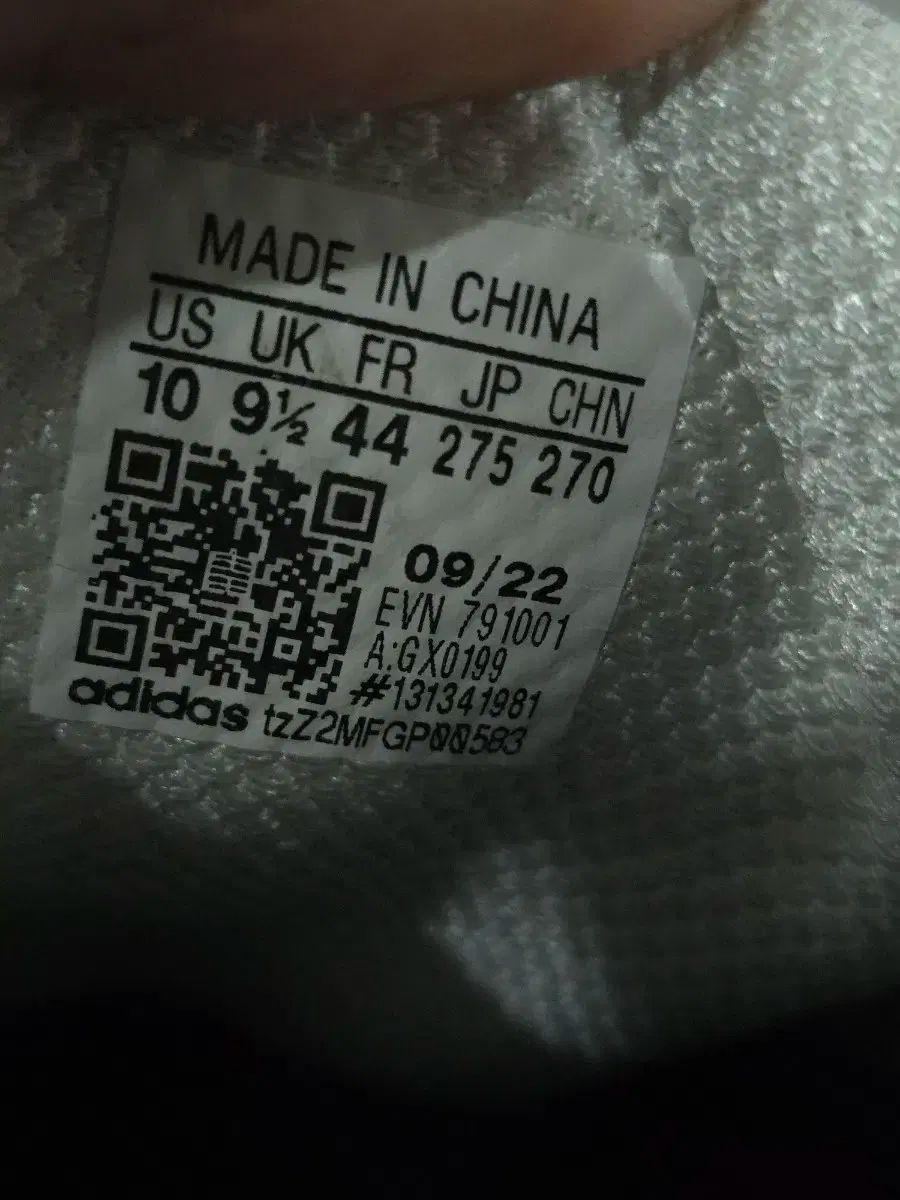 MADE IN CHINA
US UK FR JP CHN
10 9½ 44 275 270
09/22
EVN 791001
A:GX0199
#131341981
adidas tzZ2MFGP00583